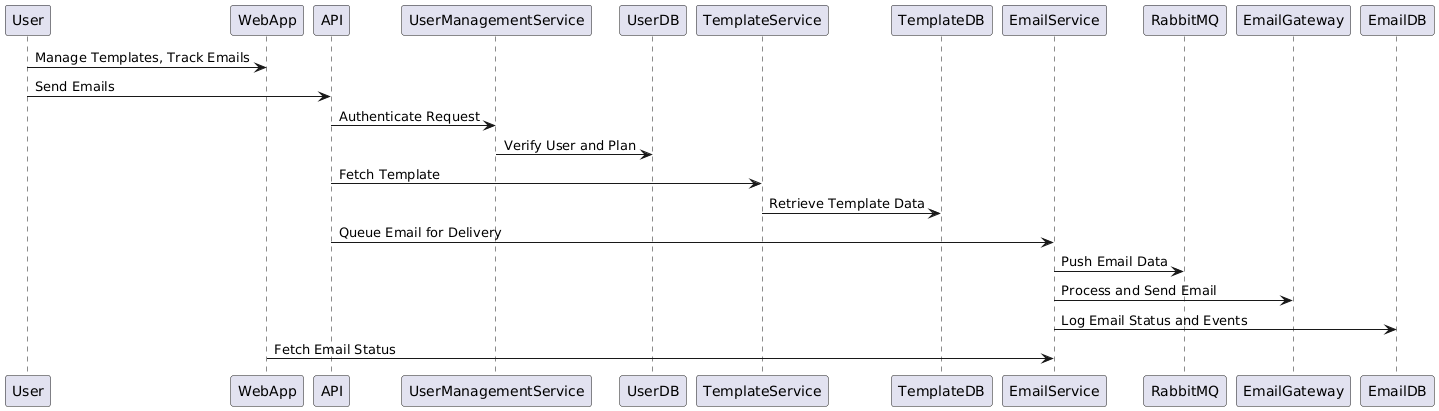 User WebApp API UserManagementService UserDB TemplateService TemplateDB EmailService RabbitMQ EmailGateway EmailDB
Manage Templates, Track Emails
Send Emails
Authenticate Request
Verify User and Plan
Fetch Template
Retrieve Template Data
Queue Email for Delivery
Push Email Data
Process and Send Email
Log Email Status and Events
Fetch Email Status
User WebApp API UserManagementService UserDB TemplateService TemplateDB EmailService RabbitMQ EmailGateway EmailDB